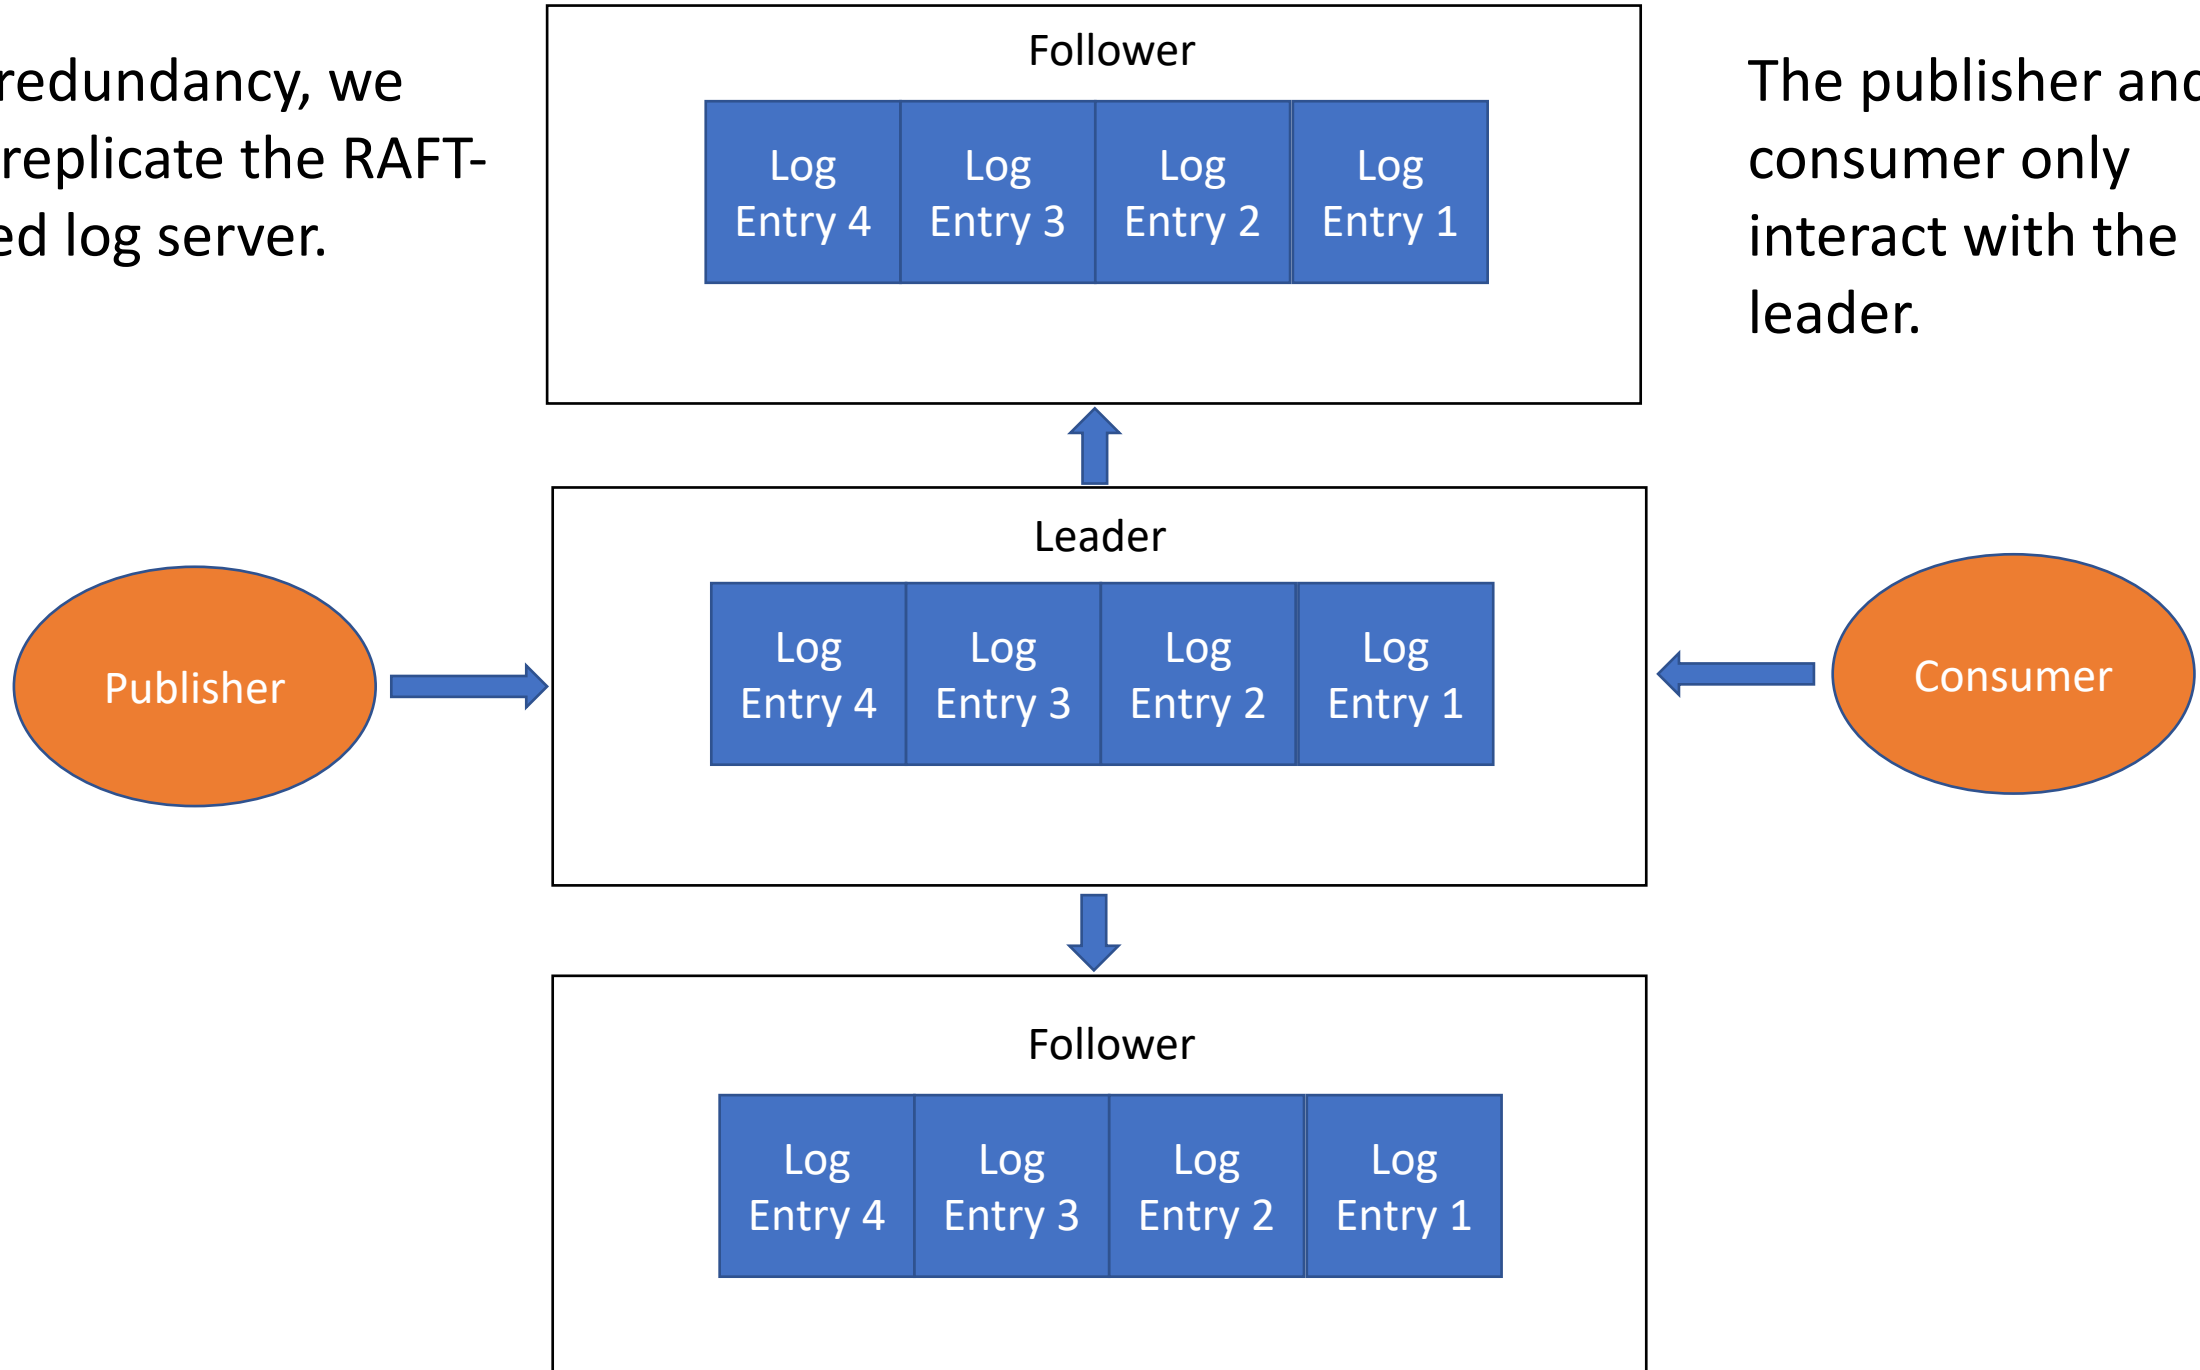 redundancy, we
replicate the RAFT-
ed log server.
Follower
Log
Entry 4
Log
Entry 3
Log
Entry 2
Log
Entry 1
The publisher and
consumer only
interact with the
leader.
Leader
Log
Entry 4
Log
Entry 3
Log
Entry 2
Log
Entry 1
Publisher
Consumer
Follower
Log
Entry 4
Log
Entry 3
Log
Entry 2
Log
Entry 1